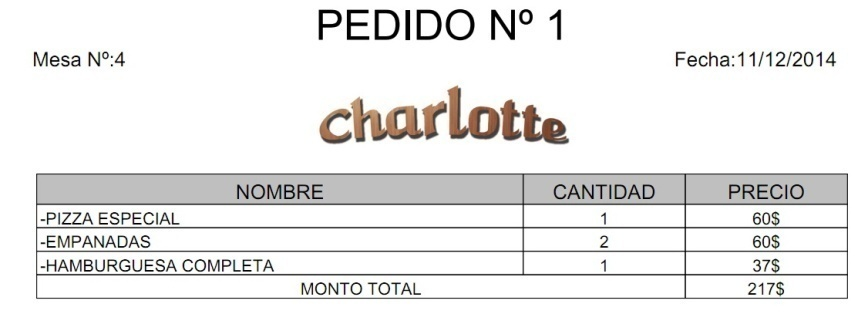 PEDIDO Nº 1
Mesa Nº:4 Fecha:11/12/2014
charlotte
NOMBRE CANTIDAD PRECIO
-PIZZA ESPECIAL 1 60$
-EMPANADAS 2 60$
-HAMBURGUESA COMPLETA 1 37$
MONTO TOTAL 217$